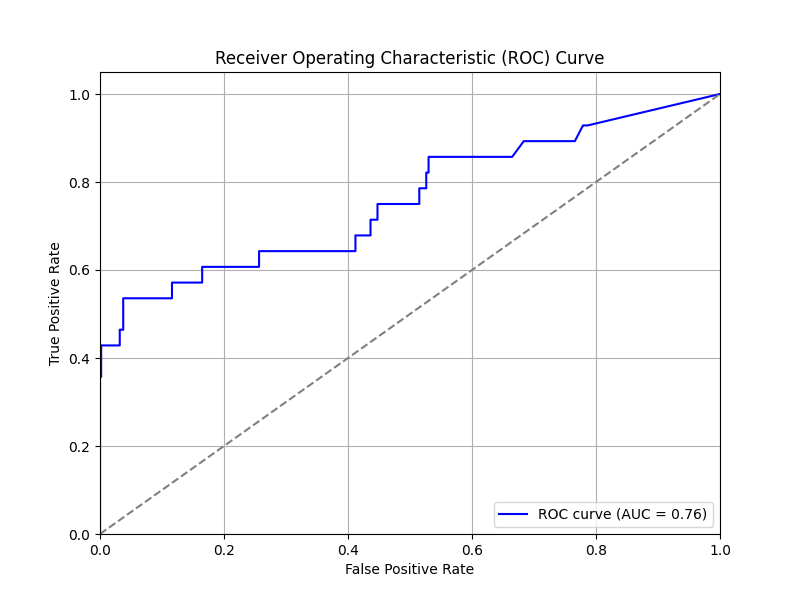 Receiver Operating Characteristic (ROC) Curve
1.0
0.8
0.6
0.4
0.2
0.0
True Positive Rate
ROC curve (AUC = 0.76)
0.0 0.2 0.4 0.6 0.8 1.0
False Positive Rate